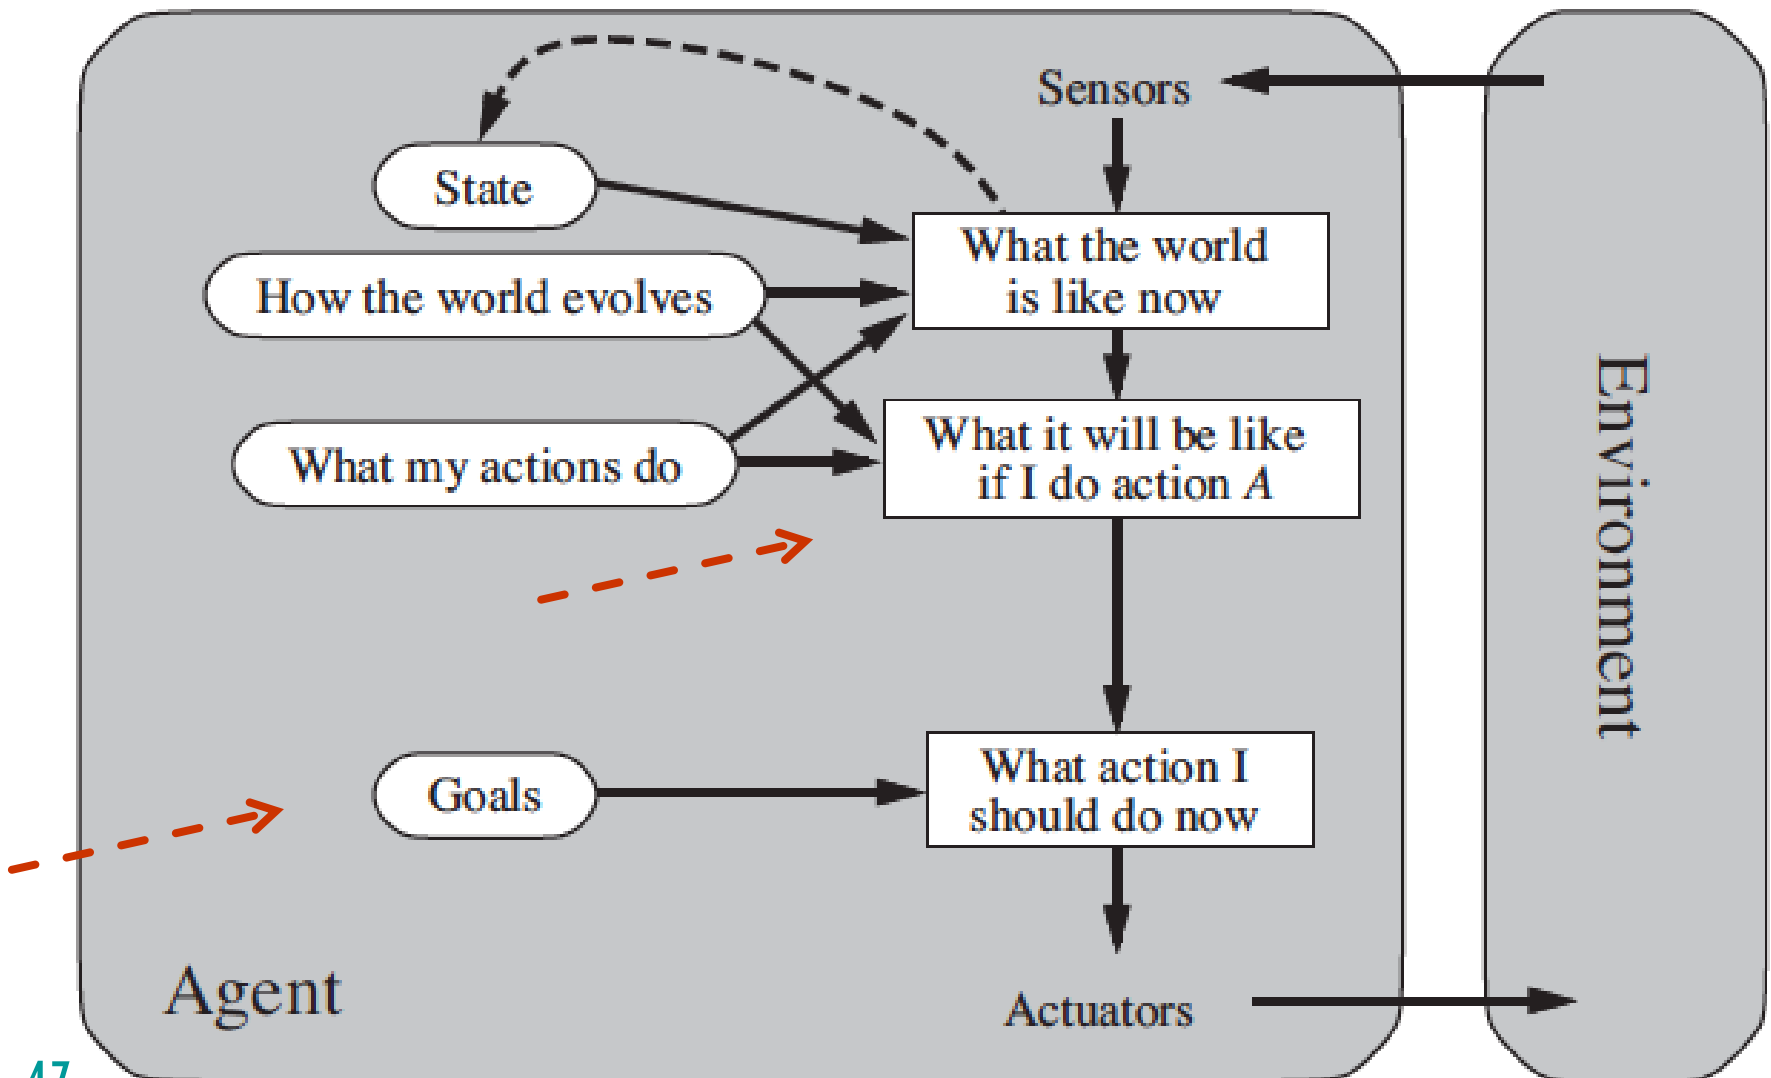 Sensors
State
What the world
is like now
How the world evolves
What my actions do
What it will be like
if I do action A
Goals
What action I
should do now
Agent
Actuators
Environment
47